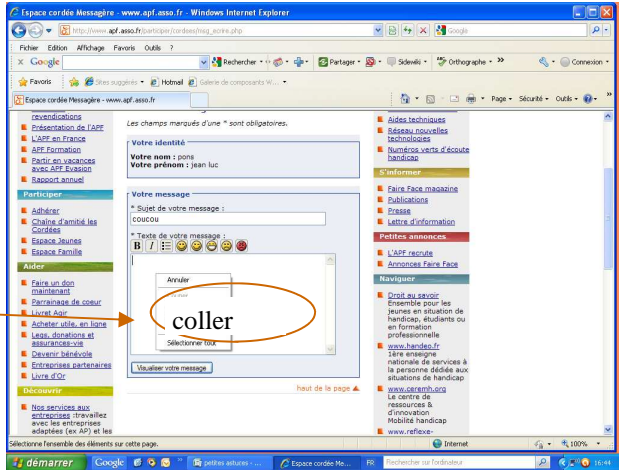 Espace cordée Messagère - www.apf.asso.fr - Windows Internet Explorer
http://www.apf.asso.fr/participer/cordees/msg_ecrire.php
Google
Fichier Edition Affichage Favoris Outils ?
x Google Rechercher Partager Sidewiki Orthographe » Connexion
Favoris Sites suggérés Hotmail Galerie de composants W...
Espace cordée Messagère - www.apf.asso.fr
Page Sécurité Outils »
revendications
Présentation de l'APF
L'APF en France
APF Formation
Partir en vacances
avec APF Evasion
Rapport annuel
Participer
Adhérer
Chaîne d'amitié les
Cordées
Espace Jeunes
Espace Famille
Aider
Faire un don
maintenant
Parrainage de coeur
Livret Agir
Acheter utile, en ligne
Legs, donations et
assurances-vie
Devenir bénévole
Entreprises partenaires
Livre d'Or
Découvrir
Nos services aux
entreprises :travaillez
avec les entreprises
adaptées (ex AP) et les
Les champs marqués d'une * sont obligatoires.
Votre identité
Votre nom : pons
Votre prénom : jean luc
Votre message
* Sujet de votre message :
coucou
* Texte de votre message :
B I
Annuler
coller
Sélectionner tout
Visualiser votre message
haut de la page
Aides techniques
Réseau nouvelles
technologies
Numéros verts d'écoute
handicap
S'informer
Faire Face magazine
Publications
Presse
Lettre d'information
Petites annonces
L'APF recrute
Annonces Faire Face
Naviguer
Droit au savoir
Ensemble pour les
jeunes en situation de
handicap, étudiants ou
en formation
professionnelle
www.handeo.fr
1ère enseigne
nationale de services à
la personne dédiée aux
situations de handicap
www.ceremh.org
Le centre de
ressources &
d'innovation
Mobilité handicap
www.reflexe-
Sélectionne l'ensemble des éléments sur cette page.
Internet
100%
démarrer
Google
petites astuces - ...
Espace cordée Me...
FR
Rechercher sur l'ordinateur
16:44